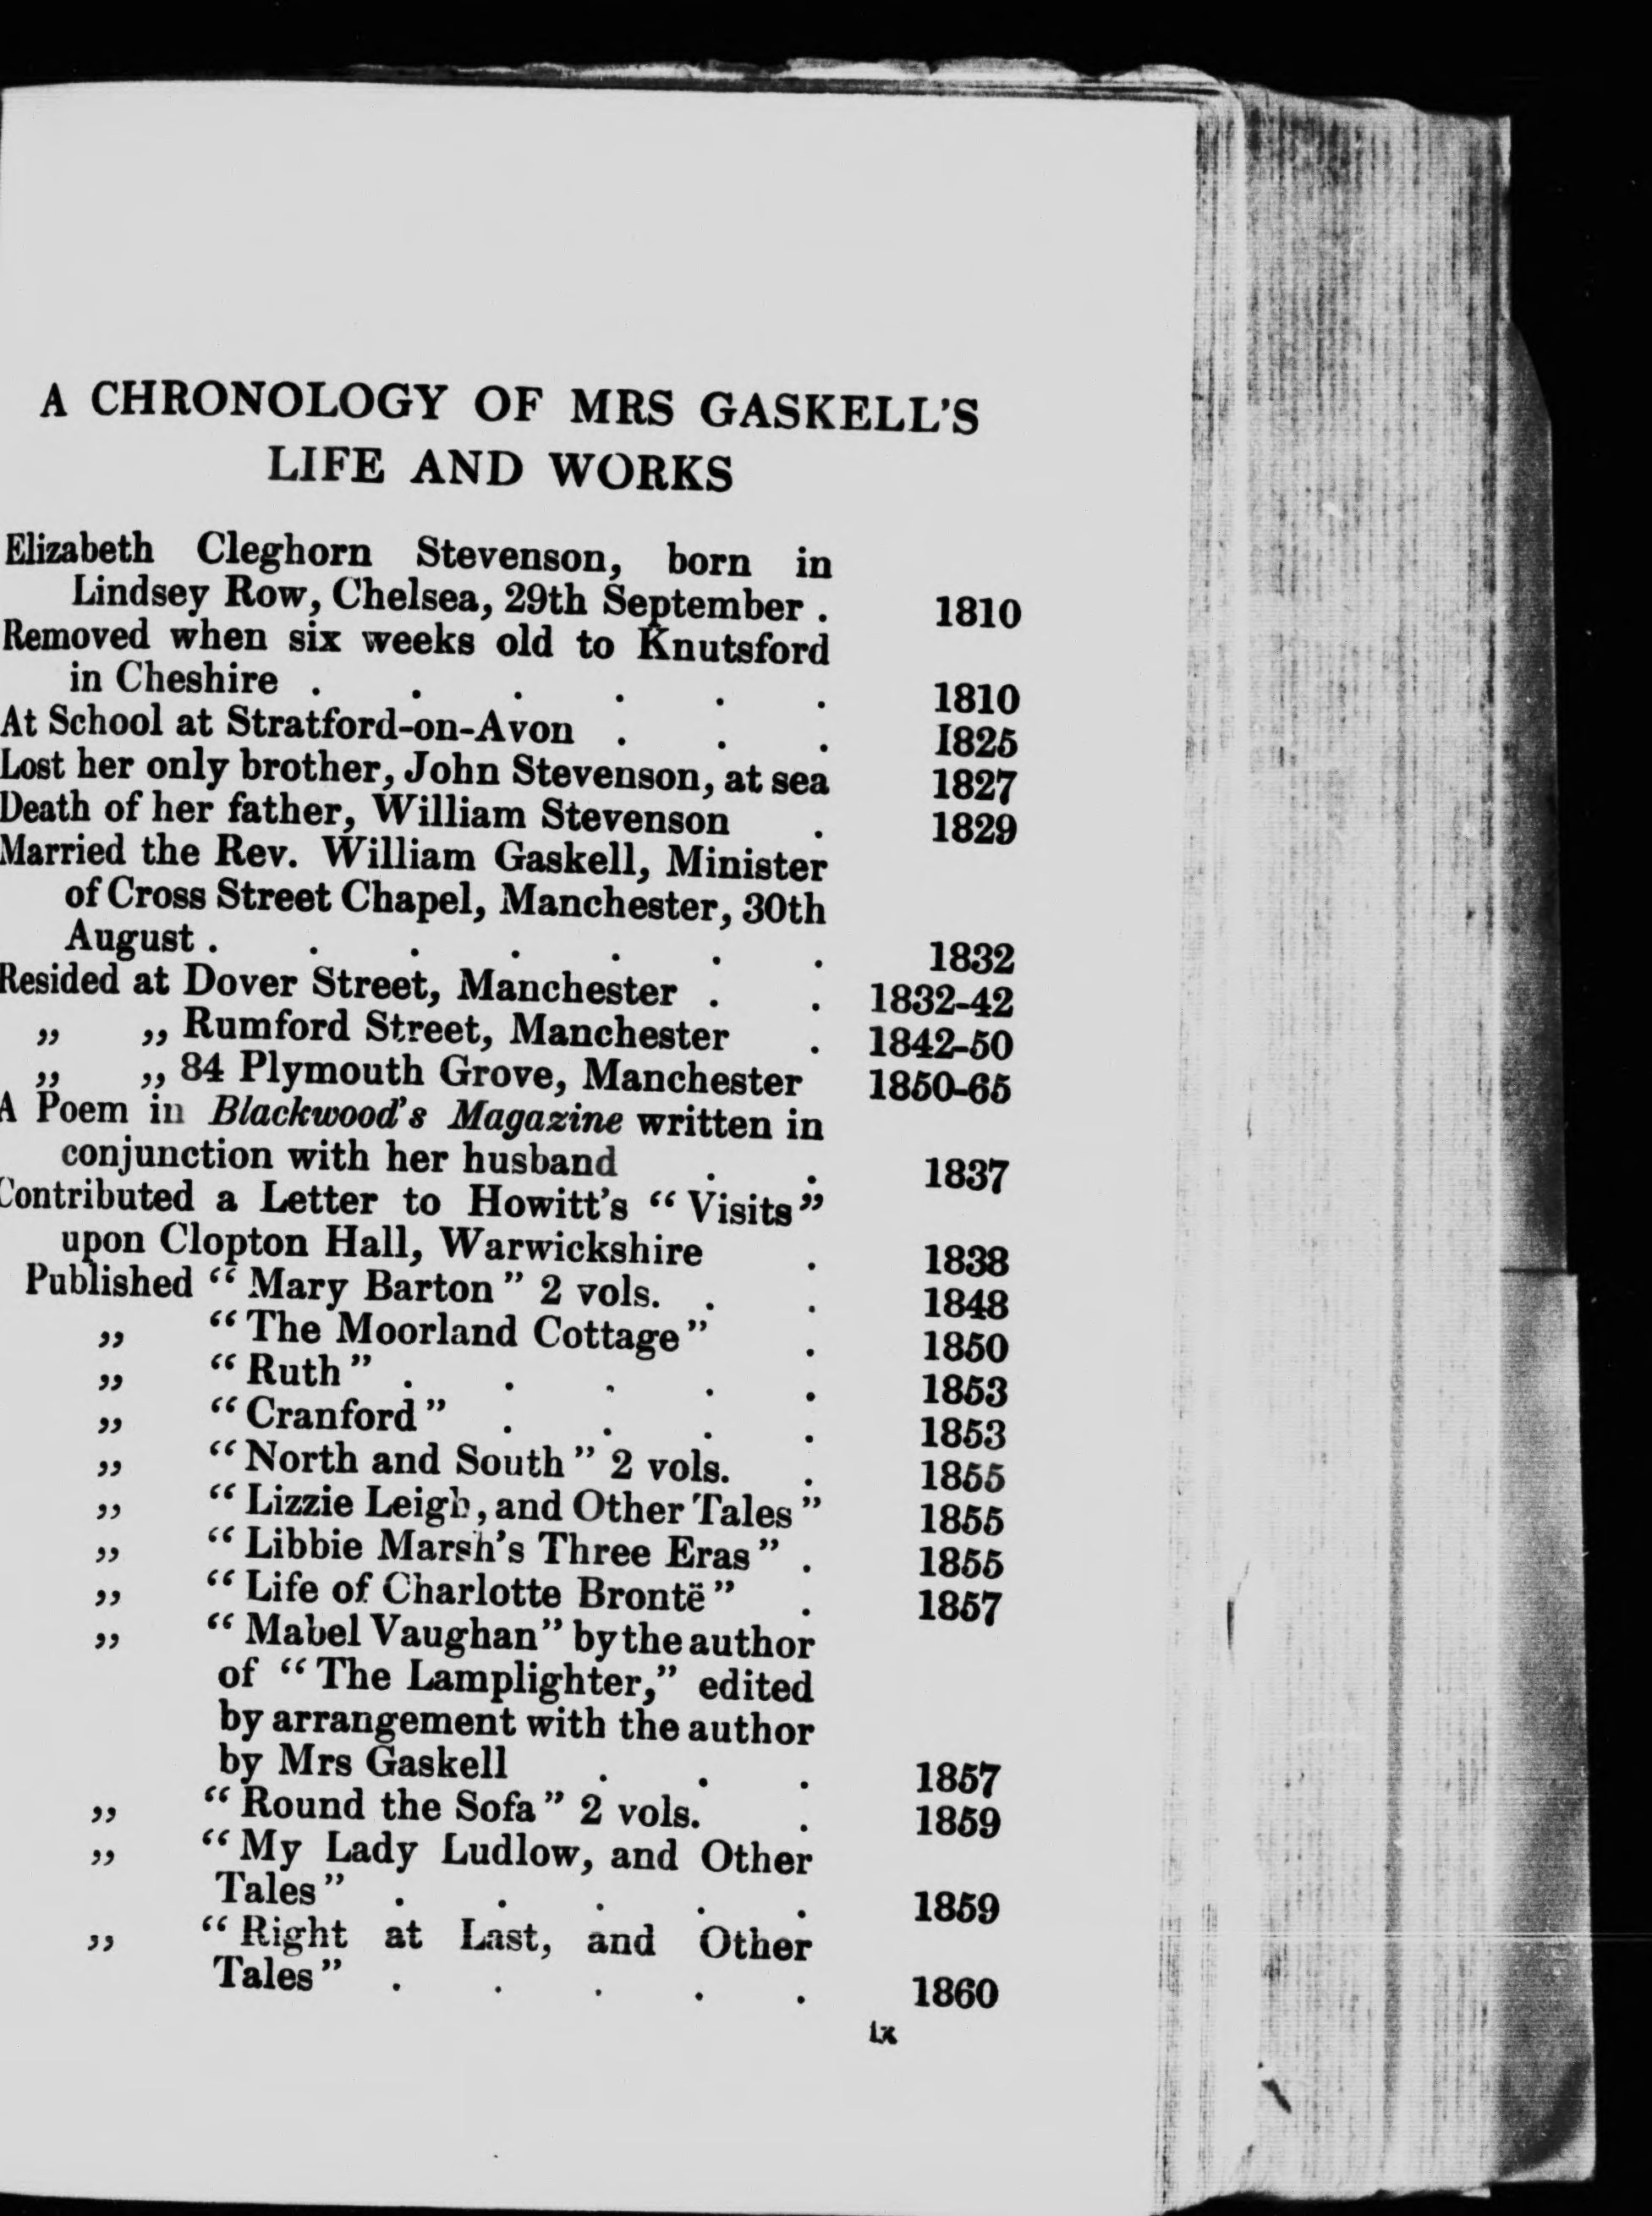 A CHRONOLOGY OF MRS GASKELL'S
LIFE AND WORKS
Elizabeth Cleghorn Stevenson, born in
Lindsey Row, Chelsea, 29th September . 1810
Removed when six weeks old to Knutsford
in Cheshire . . . . . . 1810
At School at Stratford-on-Avon . . . 1825
Lost her only brother, John Stevenson, at sea 1827
Death of her father, William Stevenson . 1829
Married the Rev. William Gaskell, Minister
of Cross Street Chapel, Manchester, 30th
August . . . . . . . 1832
Resided at Dover Street, Manchester . . 1832-42
„ „ Rumford Street, Manchester . 1842-50
„ „ 84 Plymouth Grove, Manchester 1850-65
A Poem in Blackwood's Magazine written in
conjunction with her husband . . 1837
Contributed a Letter to Howitt's “Visits”
upon Clopton Hall, Warwickshire . 1838
Published “Mary Barton” 2 vols. . . 1848
„ “The Moorland Cottage” . 1850
„ “Ruth” . . . . . 1853
„ “Cranford” . . . . 1853
„ “North and South” 2 vols. . 1855
„ “Lizzie Leigh, and Other Tales” 1855
„ “Libbie Marsh's Three Eras” . 1855
„ “Life of Charlotte Brontë” . 1857
„ “Mabel Vaughan” by the author
of “The Lamplighter,” edited
by arrangement with the author
by Mrs Gaskell . . . 1857
„ “Round the Sofa” 2 vols. . 1859
„ “My Lady Ludlow, and Other
Tales” . . . . . 1859
„ “Right at Last, and Other
Tales” . . . . . 1860
ix